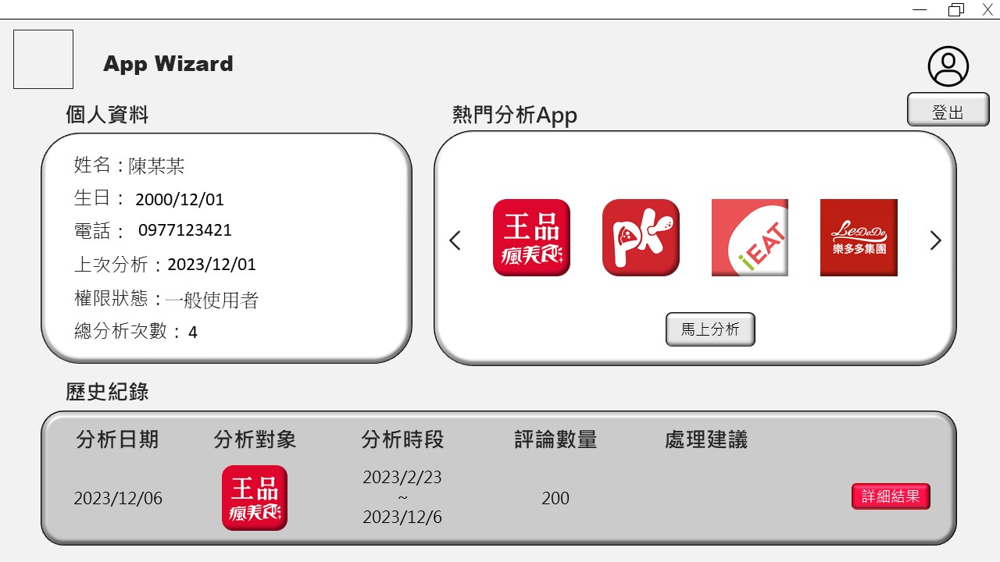 App Wizard
登出
個人資料
姓名：陳某某
生日： 2000/12/01
電話： 0977123421
上次分析：2023/12/01
權限狀態：一般使用者
總分析次數： 4
熱門分析App
王品
瘋美食
PK
iEAT
LeDoDo
樂多多集團
馬上分析
歷史紀錄
分析日期 分析對象 分析時段 評論數量 處理建議
2023/12/06
王品
瘋美食
2023/2/23
~
2023/12/6
200
詳細結果